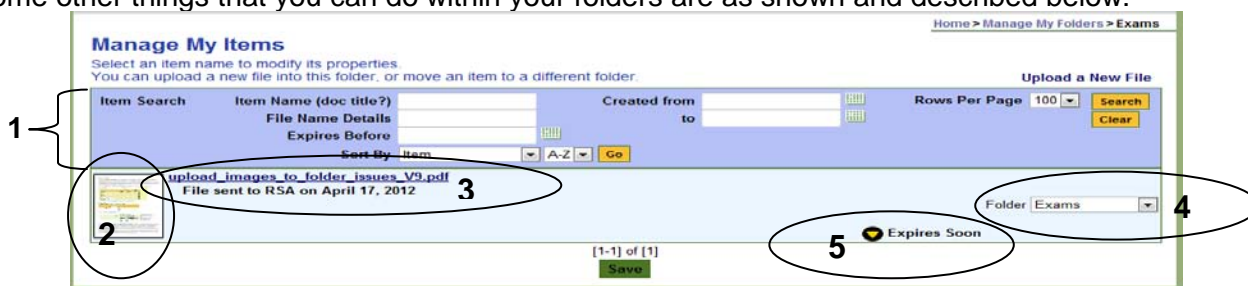 ome other things that you can do within your folders are as shown and described below.
Home > Manage My Folders > Exams
Manage My Items
Select an item name to modify its properties.
You can upload a new file into this folder, or move an item to a different folder.
Upload a New File
Item Search Item Name (doc title?) Created from Rows Per Page 100 Search
1
File Name Details to Clear
Expires Before
Sort By Item A-Z Go
upload_images_to_folder_issues_V9.pdf
3
File sent to RSA on April 17, 2012
Folder Exams
4
2
5
Expires Soon
[1-1] of [1]
Save